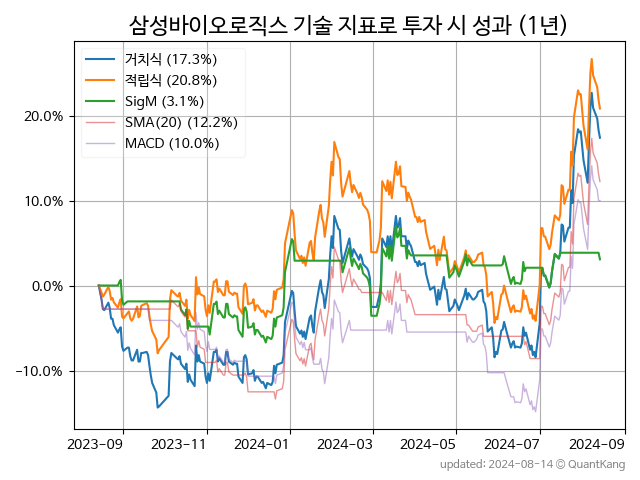 삼성바이오로직스 기술 지표로 투자 시 성과 (1년)
거치식 (17.3%)
적립식 (20.8%)
SigM (3.1%)
SMA(20) (12.2%)
MACD (10.0%)
20.0%
10.0%
0.0%
−10.0%
2023-09 2023-11 2024-01 2024-03 2024-05 2024-07 2024-09
updated: 2024-08-14 © QuantKang